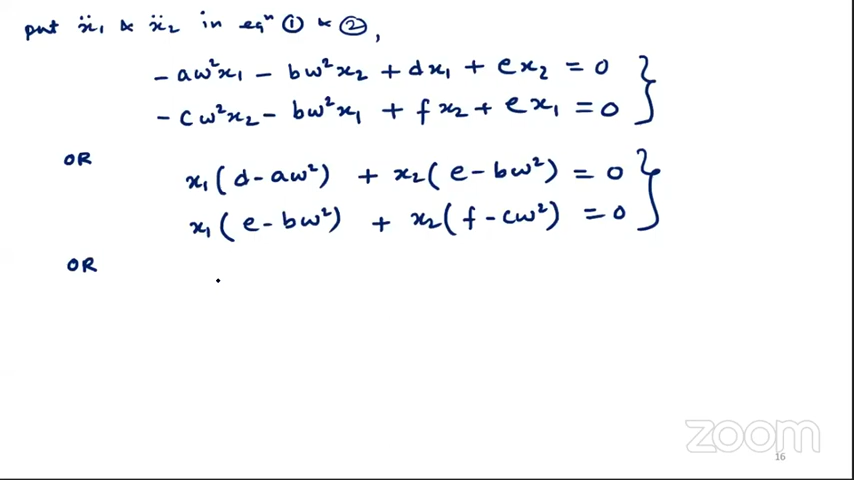 put ẍ₁ & ẍ₂ in eqⁿ ① & ②,
- aω²x₁ - bω²x₂ + dx₁ + ex₂ = 0
- cω²x₂ - bω²x₁ + fx₂ + ex₁ = 0
OR
x₁(d - aω²) + x₂(e - bω²) = 0
x₁(e - bω²) + x₂(f - cω²) = 0
OR
zoom
16